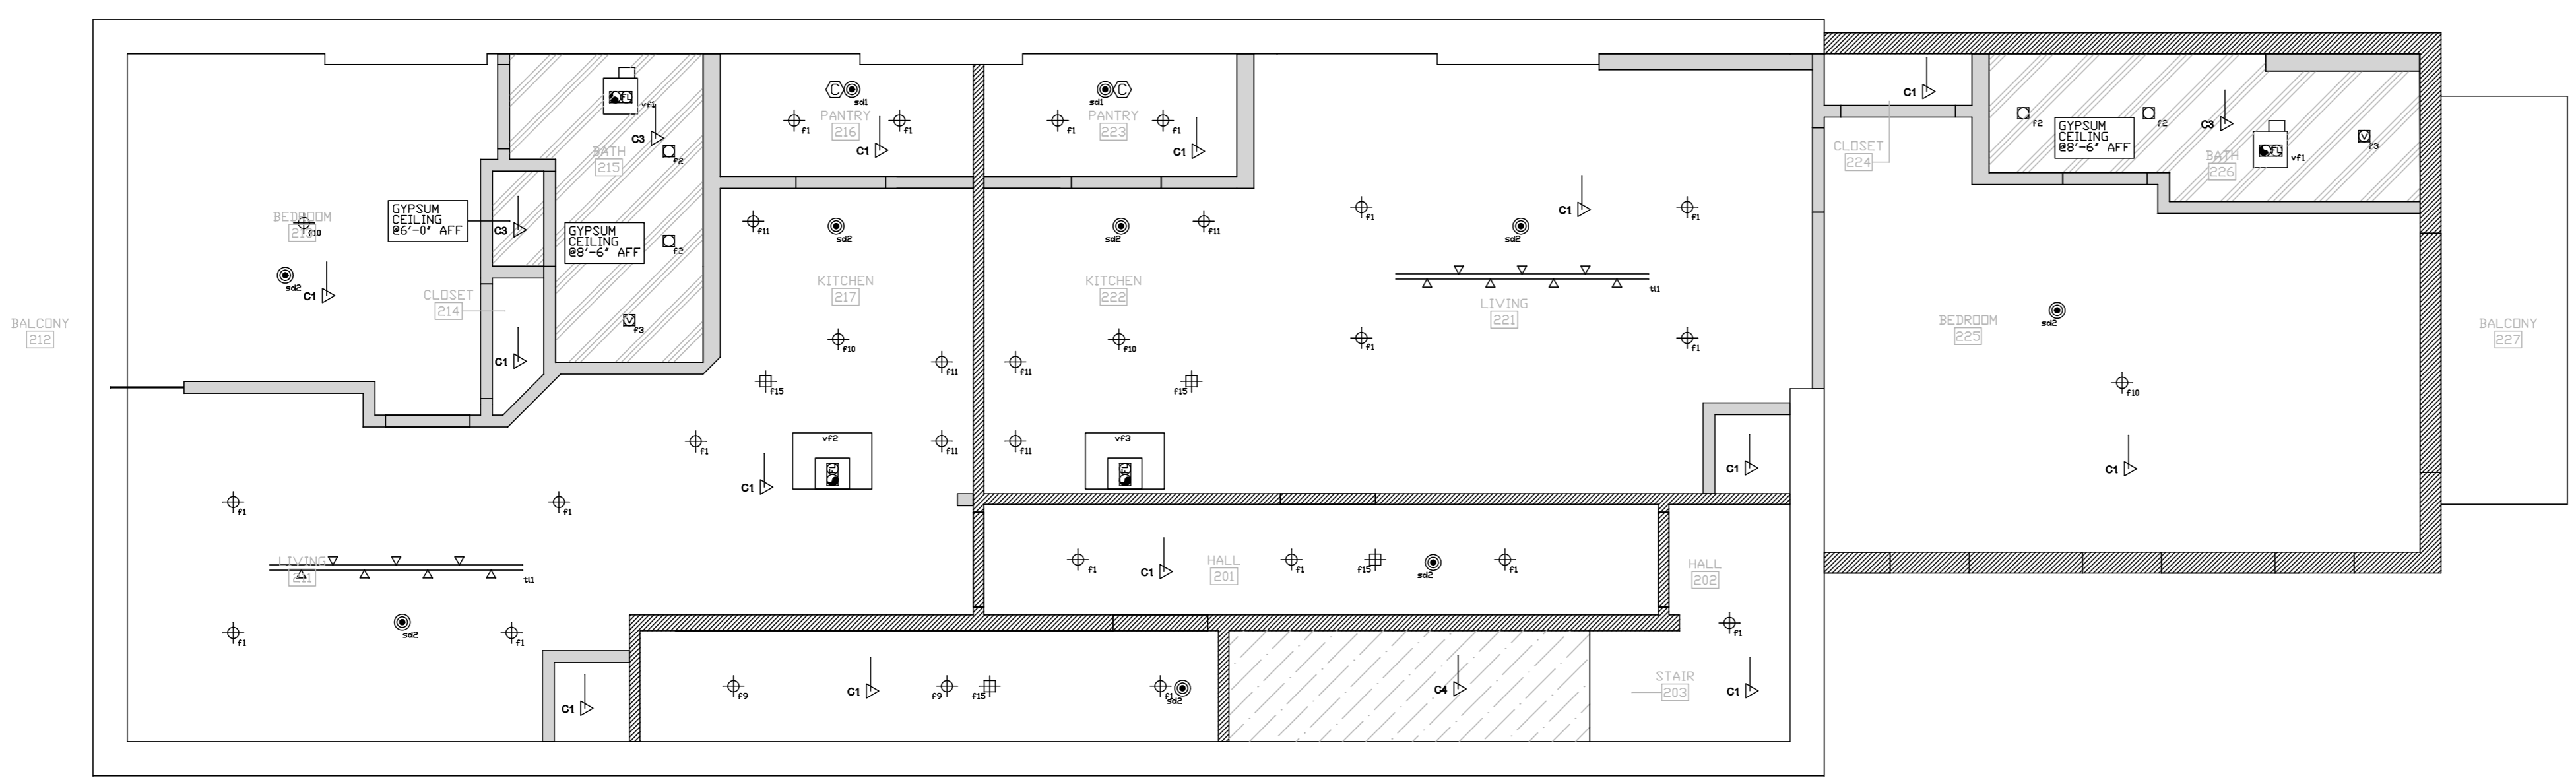 BALCONY
212
BEDROOM
f10
sd2
C1
GYPSUM
CEILING
@6'-0" AFF
CLOSET
214
C3
C1
vf1
C3
BATH
215
f2
GYPSUM
CEILING
@8'-6" AFF
f2
f3
C
sd1
f1
PANTRY
216
f1
C1
f11
sd2
KITCHEN
217
f10
f11
f15
f1
f11
vf2
C1
f1
f1
LIVING
211
tl1
f1
sd2
f1
C1
C
sd1
f1
PANTRY
223
f1
C1
sd2
f11
KITCHEN
222
f10
f11
f15
f11
vf3
f1
sd2
C1
f1
tl1
LIVING
221
f1
f1
C1
f1
C1
HALL
201
f1
f15
sd2
f1
HALL
202
f1
f9
C1
f9
f15
f1
sd2
C4
STAIR
203
C1
C1
CLOSET
224
f2
GYPSUM
CEILING
@8'-6" AFF
f2
C3
BATH
226
vf1
f3
BEDROOM
225
sd2
f10
C1
BALCONY
227